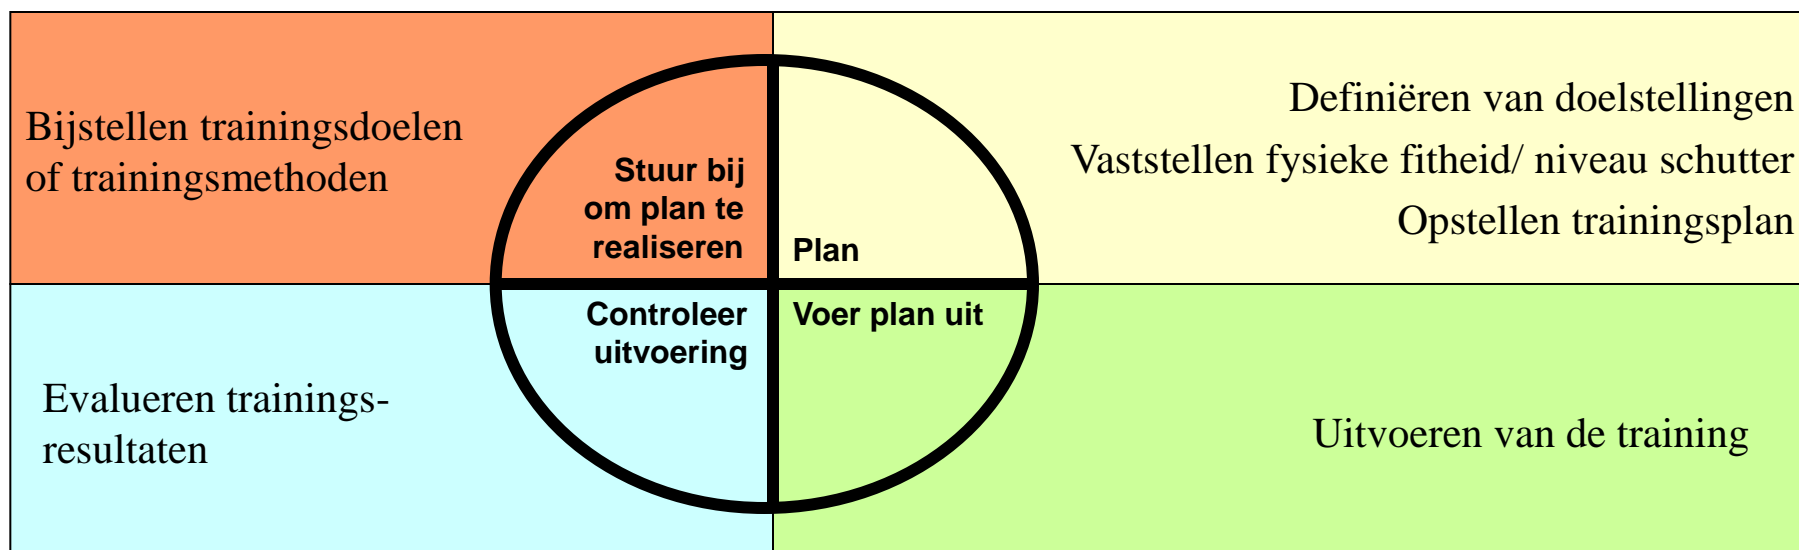 Bijstellen trainingsdoelen
of trainingsmethoden
Stuur bij
om plan te
realiseren
Plan
Definiëren van doelstellingen
Vaststellen fysieke fitheid/ niveau schutter
Opstellen trainingsplan
Controleer
uitvoering
Voer plan uit
Evalueren trainings-
resultaten
Uitvoeren van de training